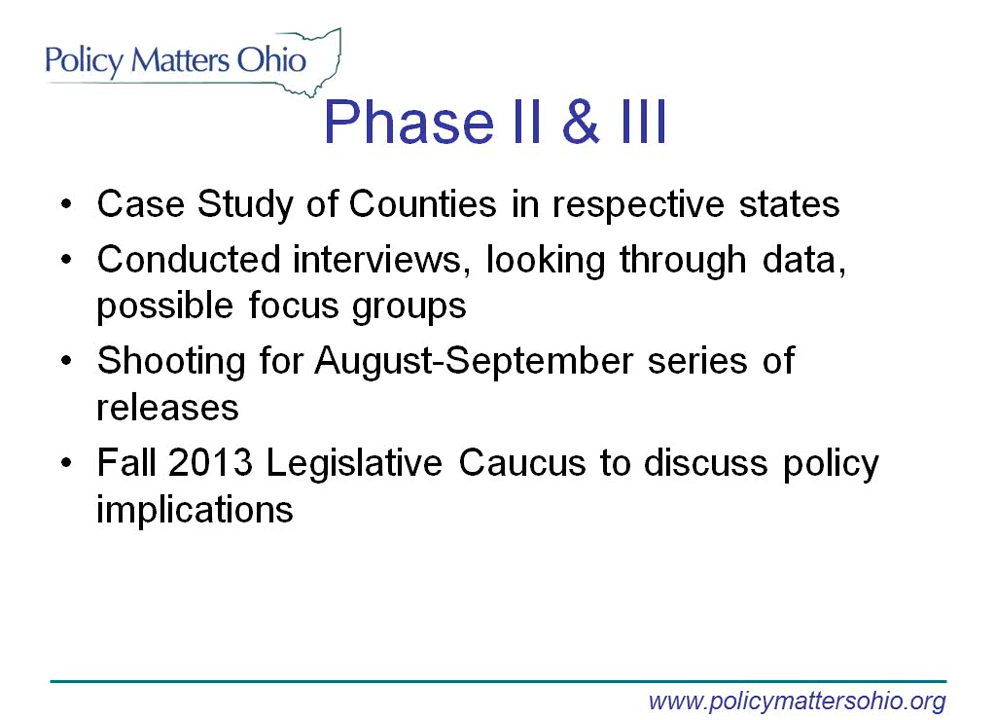 Policy Matters Ohio
Phase II & III
• Case Study of Counties in respective states
• Conducted interviews, looking through data,
possible focus groups
• Shooting for August-September series of
releases
• Fall 2013 Legislative Caucus to discuss policy
implications
www.policymattersohio.org